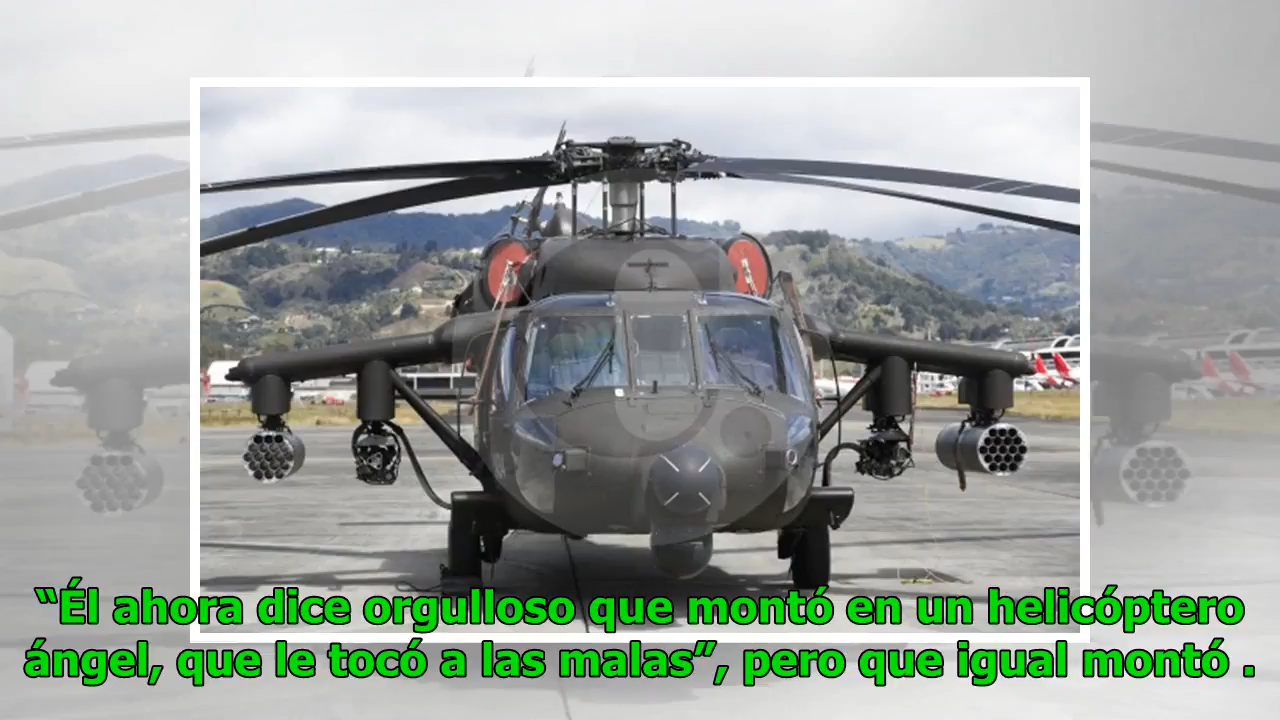 “Él ahora dice orgulloso que montó en un helicóptero
ángel, que le tocó a las malas”, pero que igual montó .